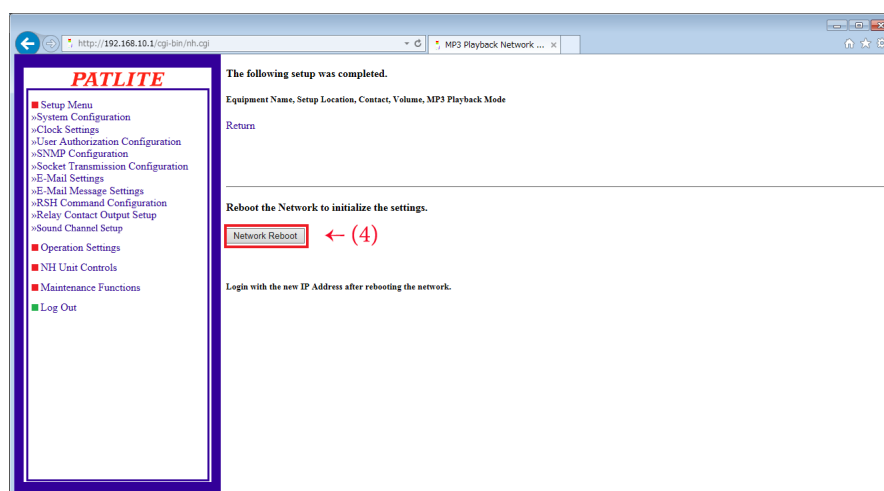 http://192.168.10.1/cgi-bin/nh.cgi
MP3 Playback Network ...
PATLITE
Setup Menu
»System Configuration
»Clock Settings
»User Authorization Configuration
»SNMP Configuration
»Socket Transmission Configuration
»E-Mail Settings
»E-Mail Message Settings
»RSH Command Configuration
»Relay Contact Output Setup
»Sound Channel Setup
Operation Settings
NH Unit Controls
Maintenance Functions
Log Out
The following setup was completed.
Equipment Name, Setup Location, Contact, Volume, MP3 Playback Mode
Return
Reboot the Network to initialize the settings.
Network Reboot
← (4)
Login with the new IP Address after rebooting the network.